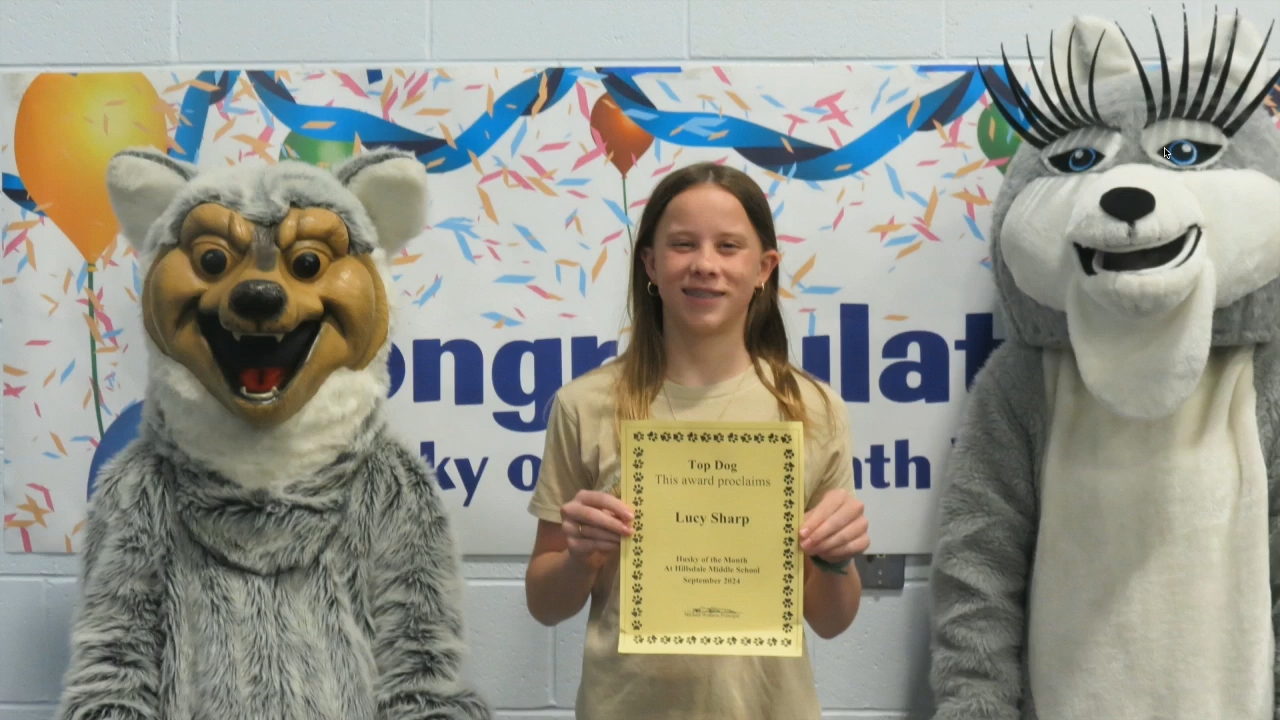 ongr ulat
ky o nth
Top Dog
This award proclaims
Lucy Sharp
Husky of the Month
At Hillsdale Middle School
September 2024